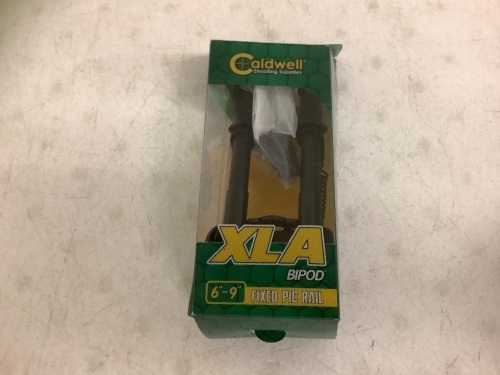 Caldwell
Shooting Supplies
XLA
BIPOD
6"-9" FIXED PIC RAIL